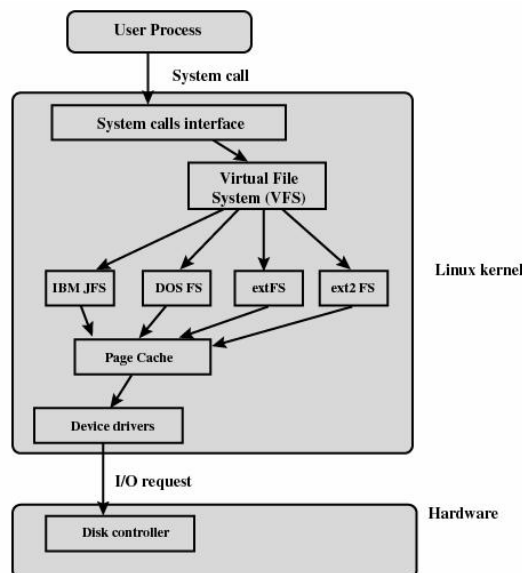 User Process
System call
System calls interface
Virtual File
System (VFS)
IBM JFS
DOS FS
extFS
ext2 FS
Linux kernel
Page Cache
Device drivers
I/O request
Hardware
Disk controller